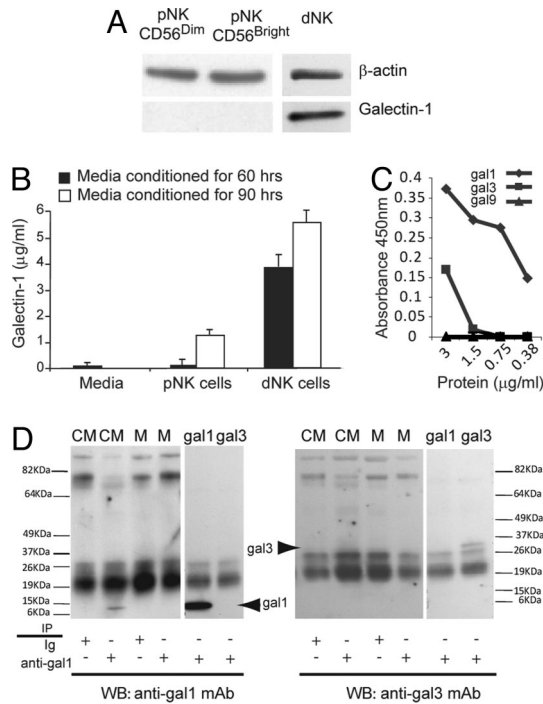 A
pNK CD56Dim
pNK CD56Bright
dNK
β-actin
Galectin-1
B
Media conditioned for 60 hrs
Media conditioned for 90 hrs
Galectin-1 (µg/ml)
6
5
4
3
2
1
0
Media pNK cells dNK cells
C
gal1
gal3
gal9
Absorbance 450nm
0.4
0.35
0.3
0.25
0.2
0.15
0.1
0.05
0
3 1.5 0.75 0.38
Protein (µg/ml)
D
CM CM M M gal1 gal3
82KDa
64KDa
49KDa
37KDa
26KDa
19KDa
15KDa
6KDa
gal1
IP
Ig + - + - - -
anti-gal1 - + - + + +
WB: anti-gal1 mAb
CM CM M M gal1 gal3
gal3
82KDa
64KDa
49KDa
37KDa
26KDa
19KDa
15KDa
6KDa
+ - + - - -
- + - + + +
WB: anti-gal3 mAb